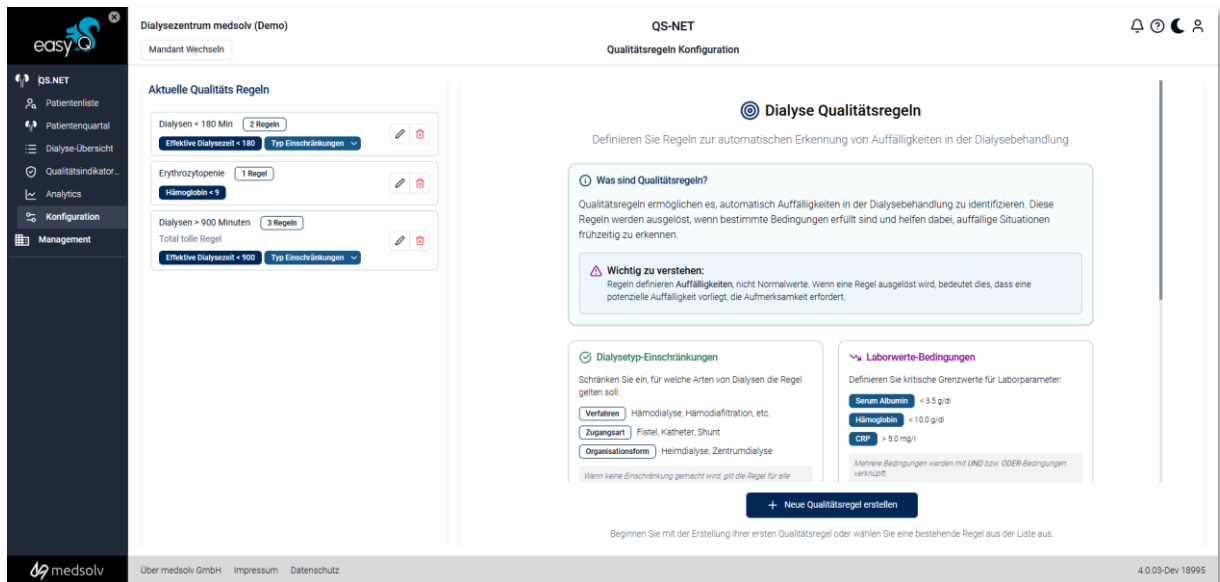 easyQ
Dialysezentrum medsolv (Demo)
Mandant Wechseln
QS-NET
Qualitätsregeln Konfiguration
QS.NET
Patientenliste
Patientenquartal
Dialyse-Übersicht
Qualitätsindikator...
Analytics
Konfiguration
Management
Aktuelle Qualitäts Regeln
Dialysen < 180 Min 2 Regeln
Effektive Dialysezeit < 180 Typ Einschränkungen
Erythrozytopenie 1 Regel
Hämoglobin < 9
Dialysen > 900 Minuten 3 Regeln
Total tolle Regel
Effektive Dialysezeit < 900 Typ Einschränkungen
Dialyse Qualitätsregeln
Definieren Sie Regeln zur automatischen Erkennung von Auffälligkeiten in der Dialysebehandlung
Was sind Qualitätsregeln?
Qualitätsregeln ermöglichen es, automatisch Auffälligkeiten in der Dialysebehandlung zu identifizieren. Diese
Regeln werden ausgelöst, wenn bestimmte Bedingungen erfüllt sind und helfen dabei, auffällige Situationen
frühzeitig zu erkennen.
Wichtig zu verstehen:
Regeln definieren Auffälligkeiten, nicht Normalwerte. Wenn eine Regel ausgelöst wird, bedeutet dies, dass eine
potenzielle Auffälligkeit vorliegt, die Aufmerksamkeit erfordert.
Dialysetyp-Einschränkungen
Schränken Sie ein, für welche Arten von Dialysen die Regel
gelten soll:
Verfahren Hämodialyse, Hämodiafiltration, etc.
Zugangsart Fistel, Katheter, Shunt
Organisationsform Heimdialyse, Zentrumdialyse
Wenn keine Einschränkung gemacht wird, gilt die Regel für alle
Laborwerte-Bedingungen
Definieren Sie kritische Grenzwerte für Laborparameter:
Serum Albumin < 3.5 g/dl
Hämoglobin < 10.0 g/dl
CRP > 5.0 mg/l
Mehrere Bedingungen werden mit UND bzw. ODER-Bedingungen
verknüpft.
+ Neue Qualitätsregel erstellen
Beginnen Sie mit der Erstellung Ihrer ersten Qualitätsregel oder wählen Sie eine bestehende Regel aus der Liste aus.
medsolv
Über medsolv GmbH Impressum Datenschutz
4.0.03-Dev 18995